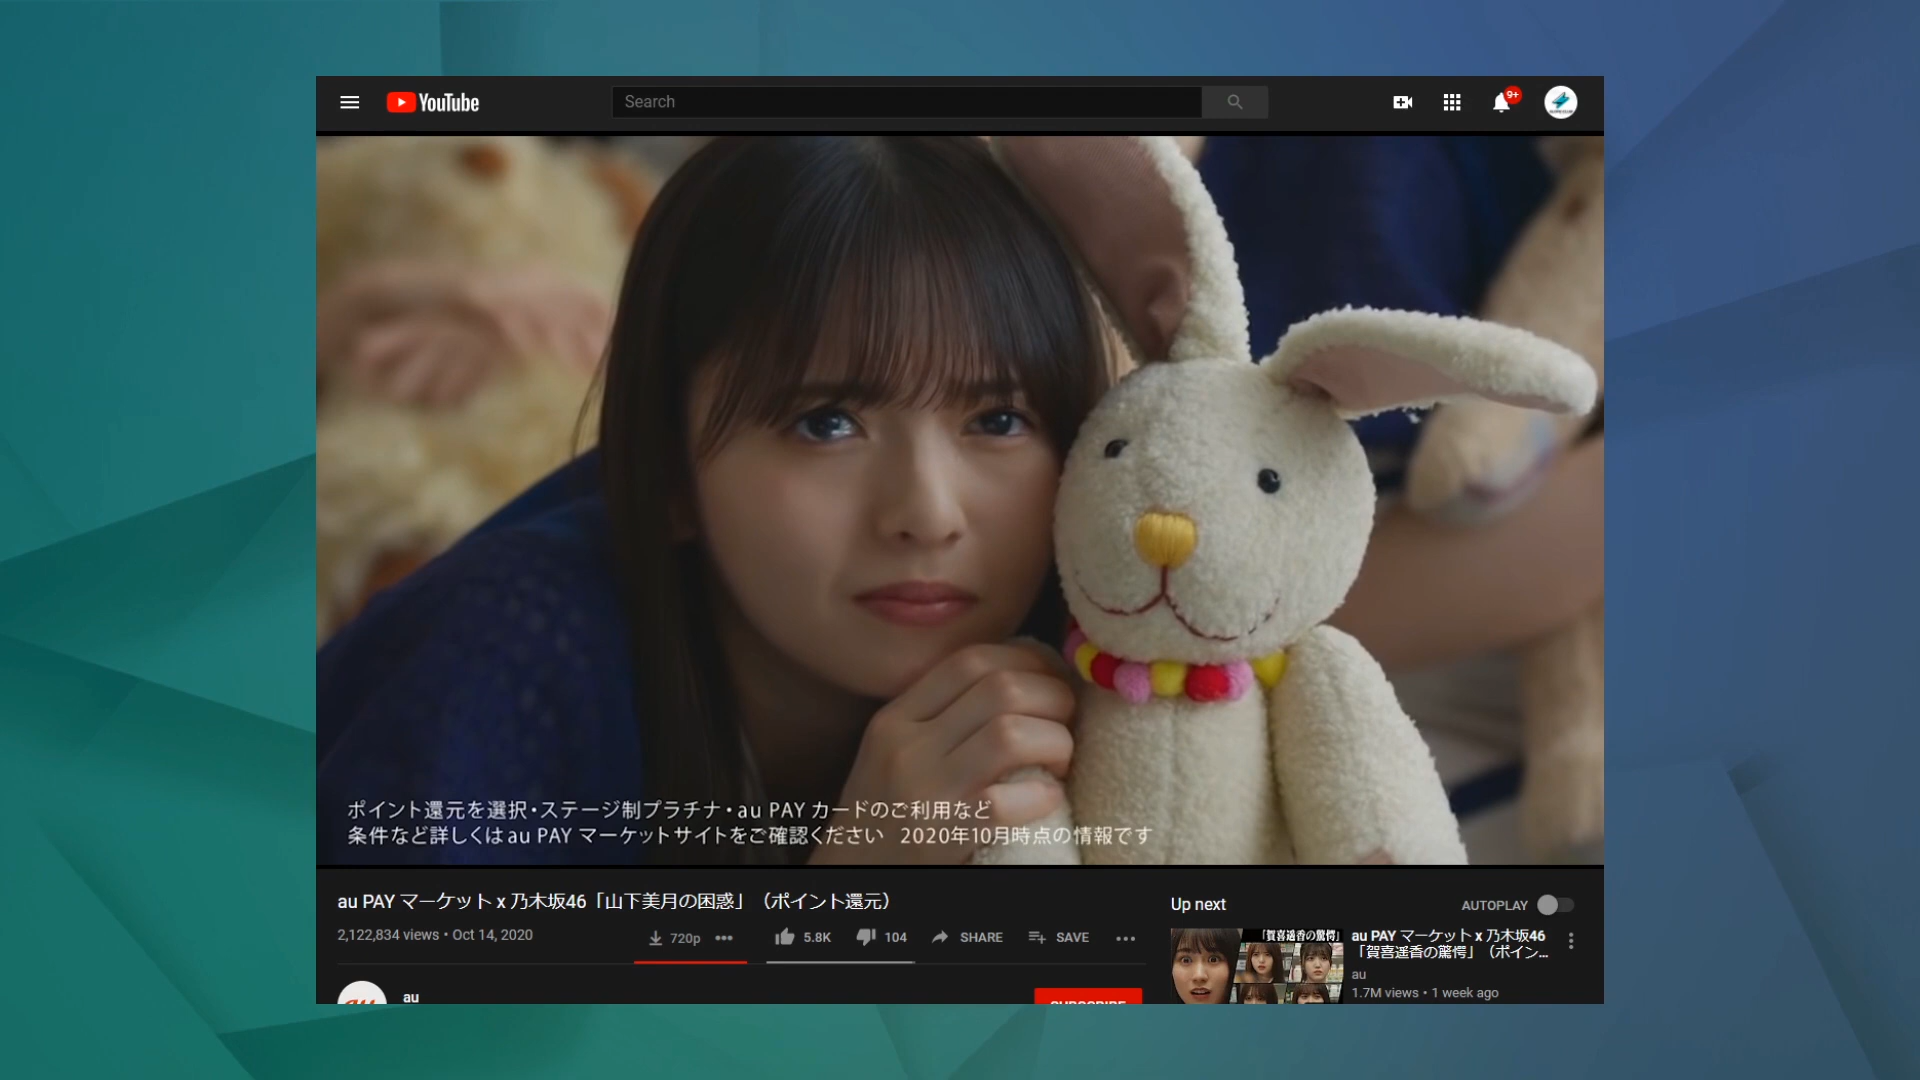 YouTube
Search
9+
ポイント還元を選択・ステージ制プラチナ・au PAY カードのご利用など
条件など詳しくは au PAY マーケットサイトをご確認ください 2020年10月時点の情報です
au PAY マーケット x 乃木坂46「山下美月の困惑」（ポイント還元）
2,122,834 views • Oct 14, 2020
720p
5.8K
104
SHARE
SAVE
au
au
SUBSCRIBE
Up next
AUTOPLAY
「賀喜遥香の驚愕」
au PAY マーケット x 乃木坂46
「賀喜遥香の驚愕」（ポイン...
au
1.7M views • 1 week ago